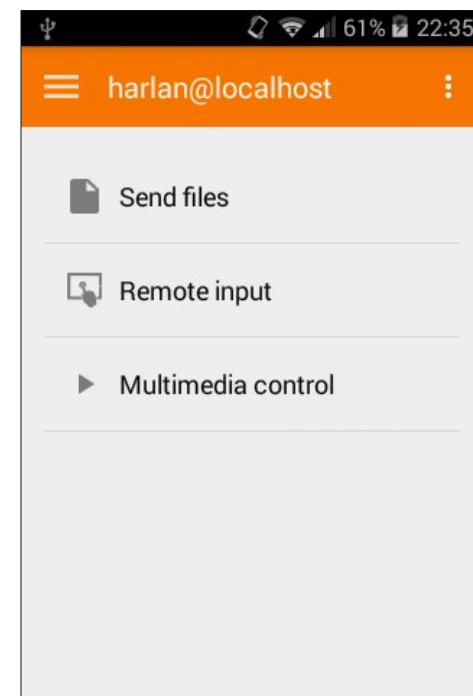 61% 22:35
harlan@localhost
Send files
Remote input
Multimedia control